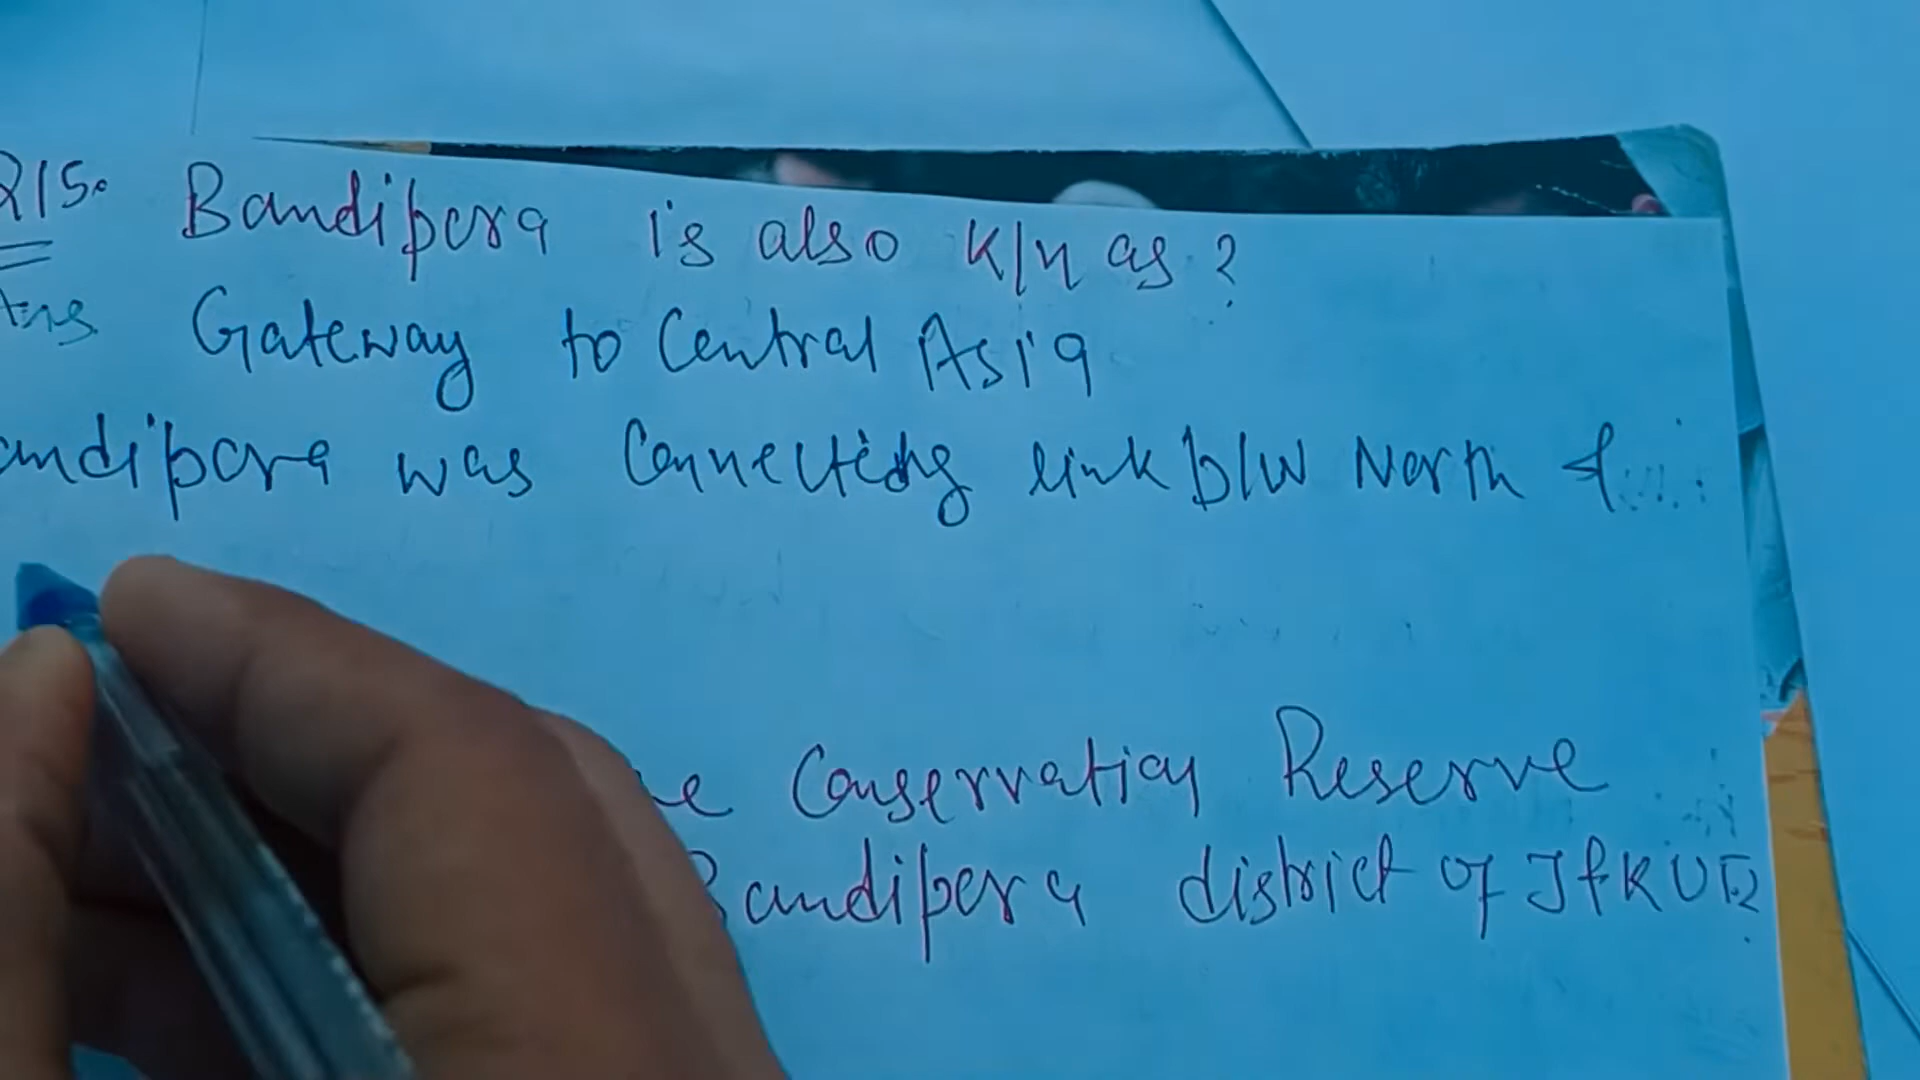 Q15. Bandipora is also k/n as?
Ans Gateway to Central Asia
andipora was Connecting link b/w North &
Conservation Reserve
Bandipora district of J&K UT?